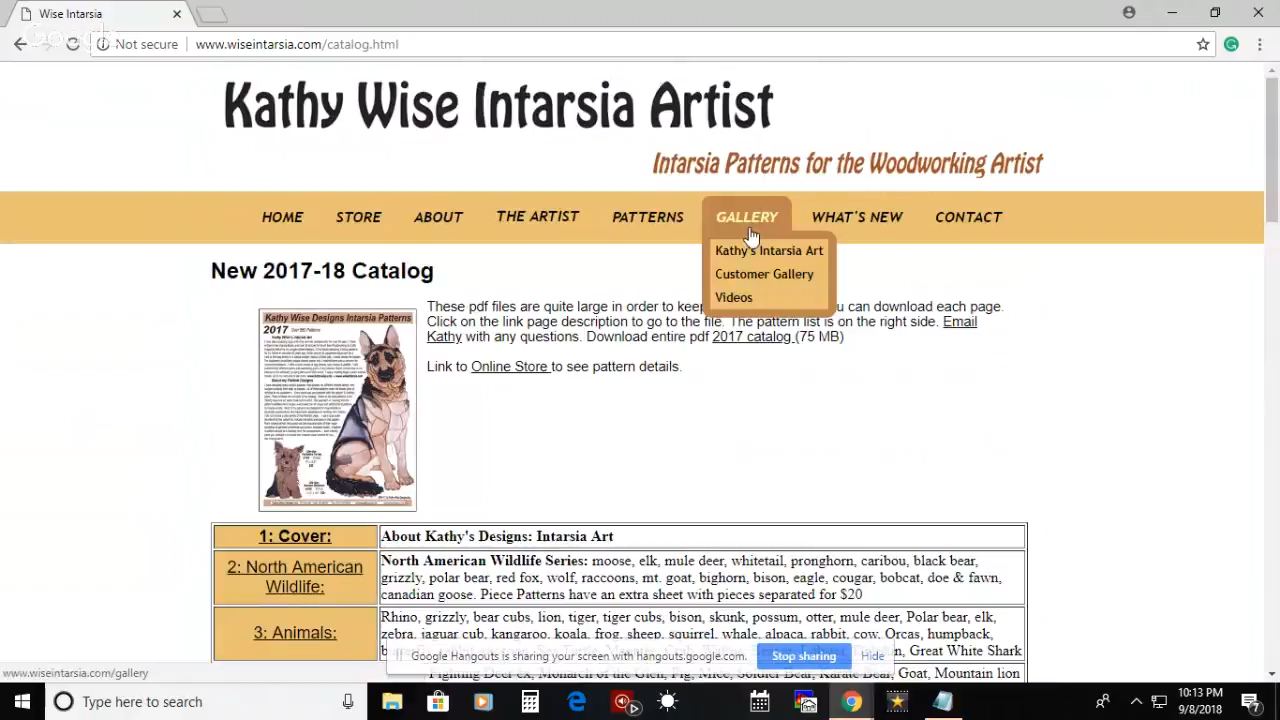 Wise Intarsia
Google
Not secure
www.wiseintarsia.com/catalog.html
Kathy Wise Intarsia Artist
Intarsia Patterns for the Woodworking Artist
HOME STORE ABOUT THE ARTIST PATTERNS GALLERY WHAT'S NEW CONTACT
Kathy's Intarsia Art
Customer Gallery
Videos
New 2017-18 Catalog
These pdf files are quite large in order to keep u can download each page.
Click on the link page description to go to the file. The pattern list is on the right side. Email
Kathy with any questions. Download entire pdf 2017 catalog (75 MB)
Link to Online Store to see pattern details.
Kathy Wise Designs Intarsia Patterns
2017
1: Cover: About Kathy's Designs: Intarsia Art
2: North American
Wildlife:
North American Wildlife Series: moose, elk, mule deer, whitetail, pronghorn, caribou, black bear,
grizzly, polar bear, red fox, wolf, raccoons, mt. goat, bighorn, bison, eagle, cougar, bobcat, doe & fawn,
canadian goose. Piece Patterns have an extra sheet with pieces separated for $20
3: Animals:
Rhino, grizzly, bear cubs, lion, tiger, tiger cubs, bison, skunk, possum, otter, mule deer, Polar bear, elk,
zebra, jaguar cub, kangaroo, koala, frog, sheep, squirrel, whale, alpaca, rabbit, cow, Orcas, humpback,
Great White Shark
Goat, Mountain lion
Google Hangouts is sharing your screen with hangouts.google.com.
Stop sharing
Hide
www.wiseintarsia.com/gallery
Type here to search
10:13 PM
9/8/2018
7